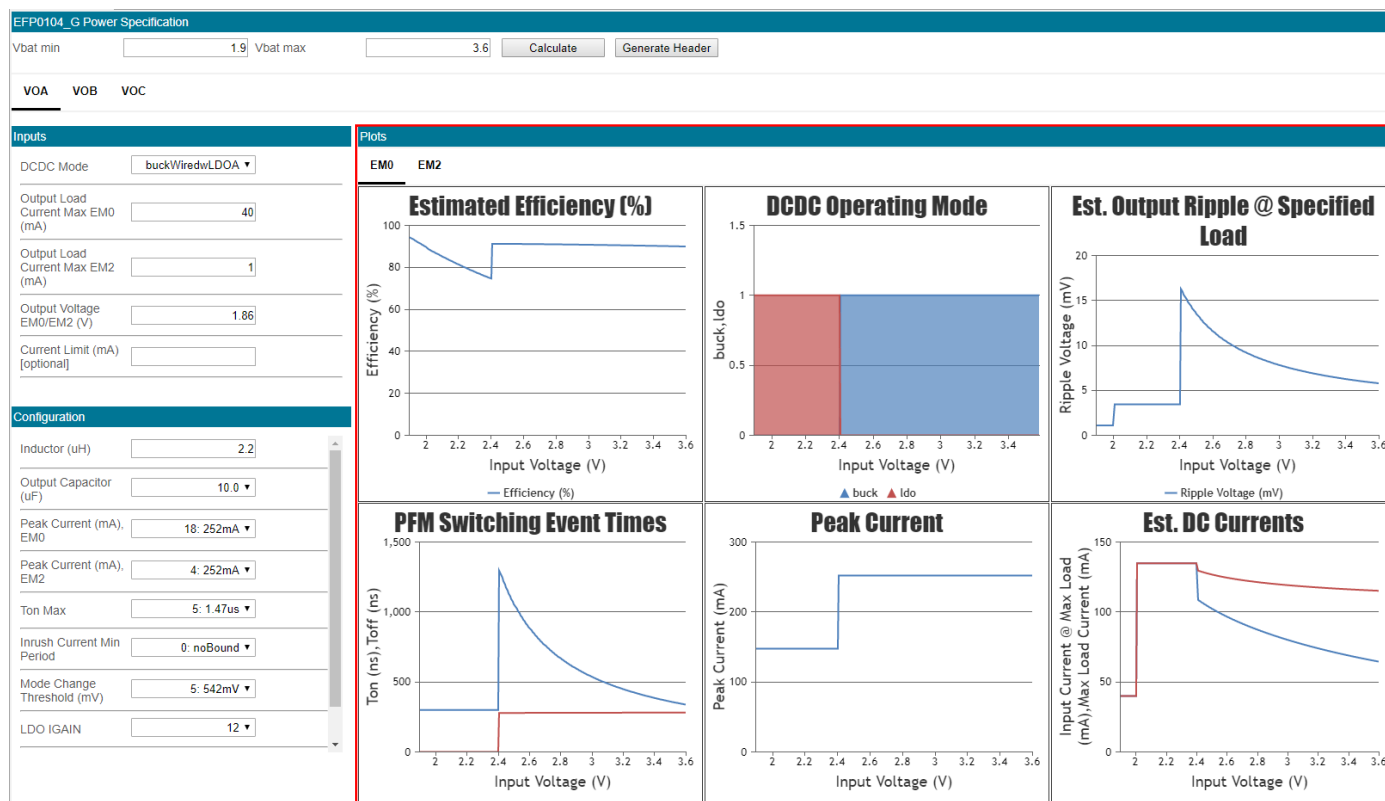 EFP0104_G Power Specification
Vbat min 1.9 Vbat max 3.6 Calculate Generate Header
VOA VOB VOC
Inputs
DCDC Mode buckWiredwLDOA
Output Load
Current Max EM0
(mA)
40
Output Load
Current Max EM2
(mA)
1
Output Voltage
EM0/EM2 (V)
1.86
Current Limit (mA)
[optional]
Configuration
Inductor (uH) 2.2
Output Capacitor
(uF)
10.0
Peak Current (mA),
EM0
18: 252mA
Peak Current (mA),
EM2
4: 252mA
Ton Max 5: 1.47us
Inrush Current Min
Period
0: noBound
Mode Change
Threshold (mV)
5: 542mV
LDO IGAIN 12
Plots
EM0 EM2
Estimated Efficiency (%)
Efficiency (%)
100
80
60
40
20
0
2 2.2 2.4 2.6 2.8 3 3.2 3.4 3.6
Input Voltage (V)
Efficiency (%)
DCDC Operating Mode
buck,ldo
1.5
1
0.5
0
2 2.2 2.4 2.6 2.8 3 3.2 3.4
Input Voltage (V)
buck ldo
Est. Output Ripple @ Specified
Load
Ripple Voltage (mV)
20
15
10
5
0
2 2.2 2.4 2.6 2.8 3 3.2 3.4 3.6
Input Voltage (V)
Ripple Voltage (mV)
PFM Switching Event Times
Ton (ns),Toff (ns)
1,500
1,000
500
0
2 2.2 2.4 2.6 2.8 3 3.2 3.4 3.6
Input Voltage (V)
Peak Current
Peak Current (mA)
300
200
100
0
2 2.2 2.4 2.6 2.8 3 3.2 3.4 3.6
Input Voltage (V)
Est. DC Currents
Input Current @ Max Load
(mA),Max Load Current (mA)
150
100
50
0
2 2.2 2.4 2.6 2.8 3 3.2 3.4 3.6
Input Voltage (V)